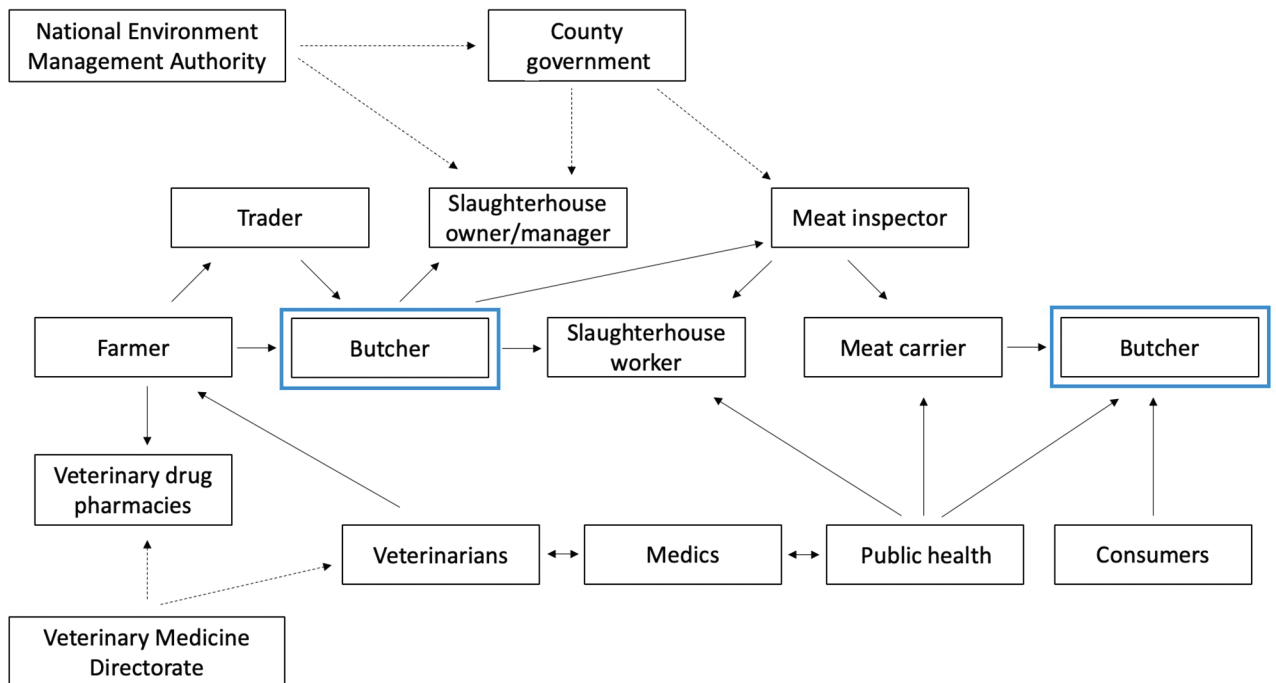 National Environment
Management Authority
County
government
Trader
Slaughterhouse
owner/manager
Meat inspector
Farmer
Butcher
Slaughterhouse
worker
Meat carrier
Butcher
Veterinary drug
pharmacies
Veterinarians
Medics
Public health
Consumers
Veterinary Medicine
Directorate